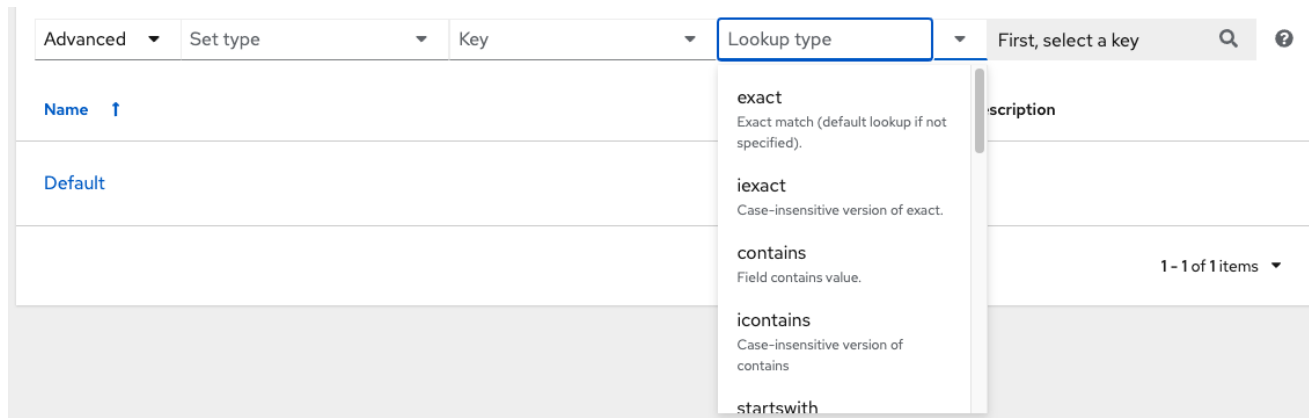 Advanced
Set type
Key
Lookup type
First, select a key
Name
exact
Exact match (default lookup if not
specified).
Default
iexact
Case-insensitive version of exact.
contains
Field contains value.
1 - 1 of 1 items
icontains
Case-insensitive version of
contains
startswith